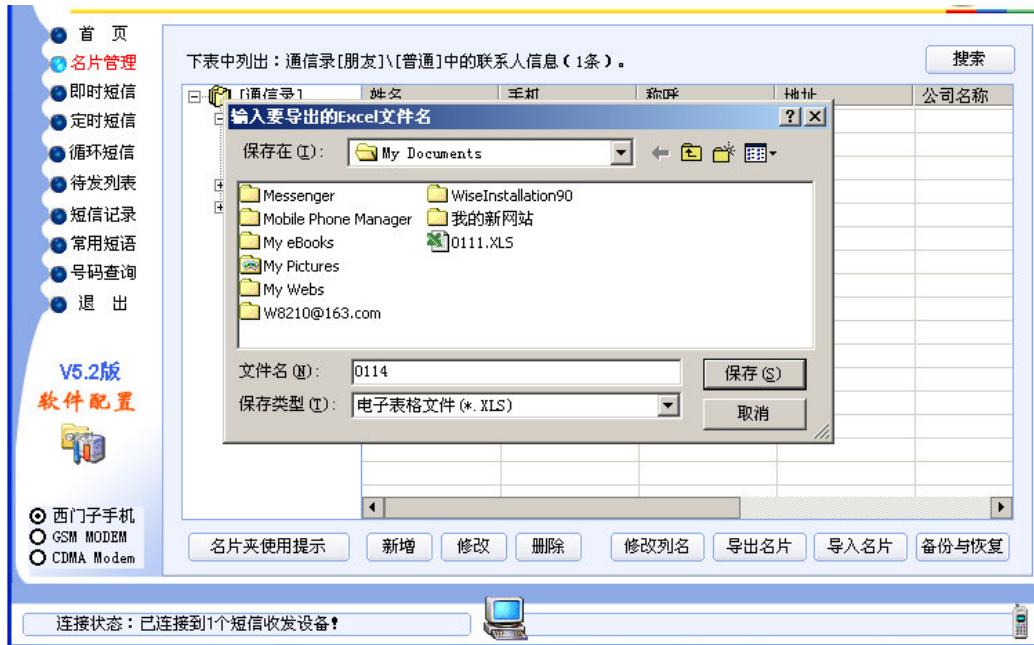 首 页
名片管理
即时短信
定时短信
循环短信
待发列表
短信记录
常用短语
号码查询
退 出
V5.2版
软件配置
西门子手机
GSM MODEM
CDMA Modem
下表中列出：通信录[朋友]\[普通]中的联系人信息(1条)。
搜索
[通信录]
姓名 手机 称呼 地址 公司名称
输入要导出的Excel文件名
保存在(I): My Documents
Messenger WiseInstallation90
Mobile Phone Manager 我的新网站
My eBooks 0111.XLS
My Pictures
My Webs
W8210@163.com
文件名(N): 0114 保存(S)
保存类型(T): 电子表格文件(*.XLS) 取消
名片夹使用提示 新增 修改 删除 修改列名 导出名片 导入名片 备份与恢复
连接状态：已连接到1个短信收发设备!